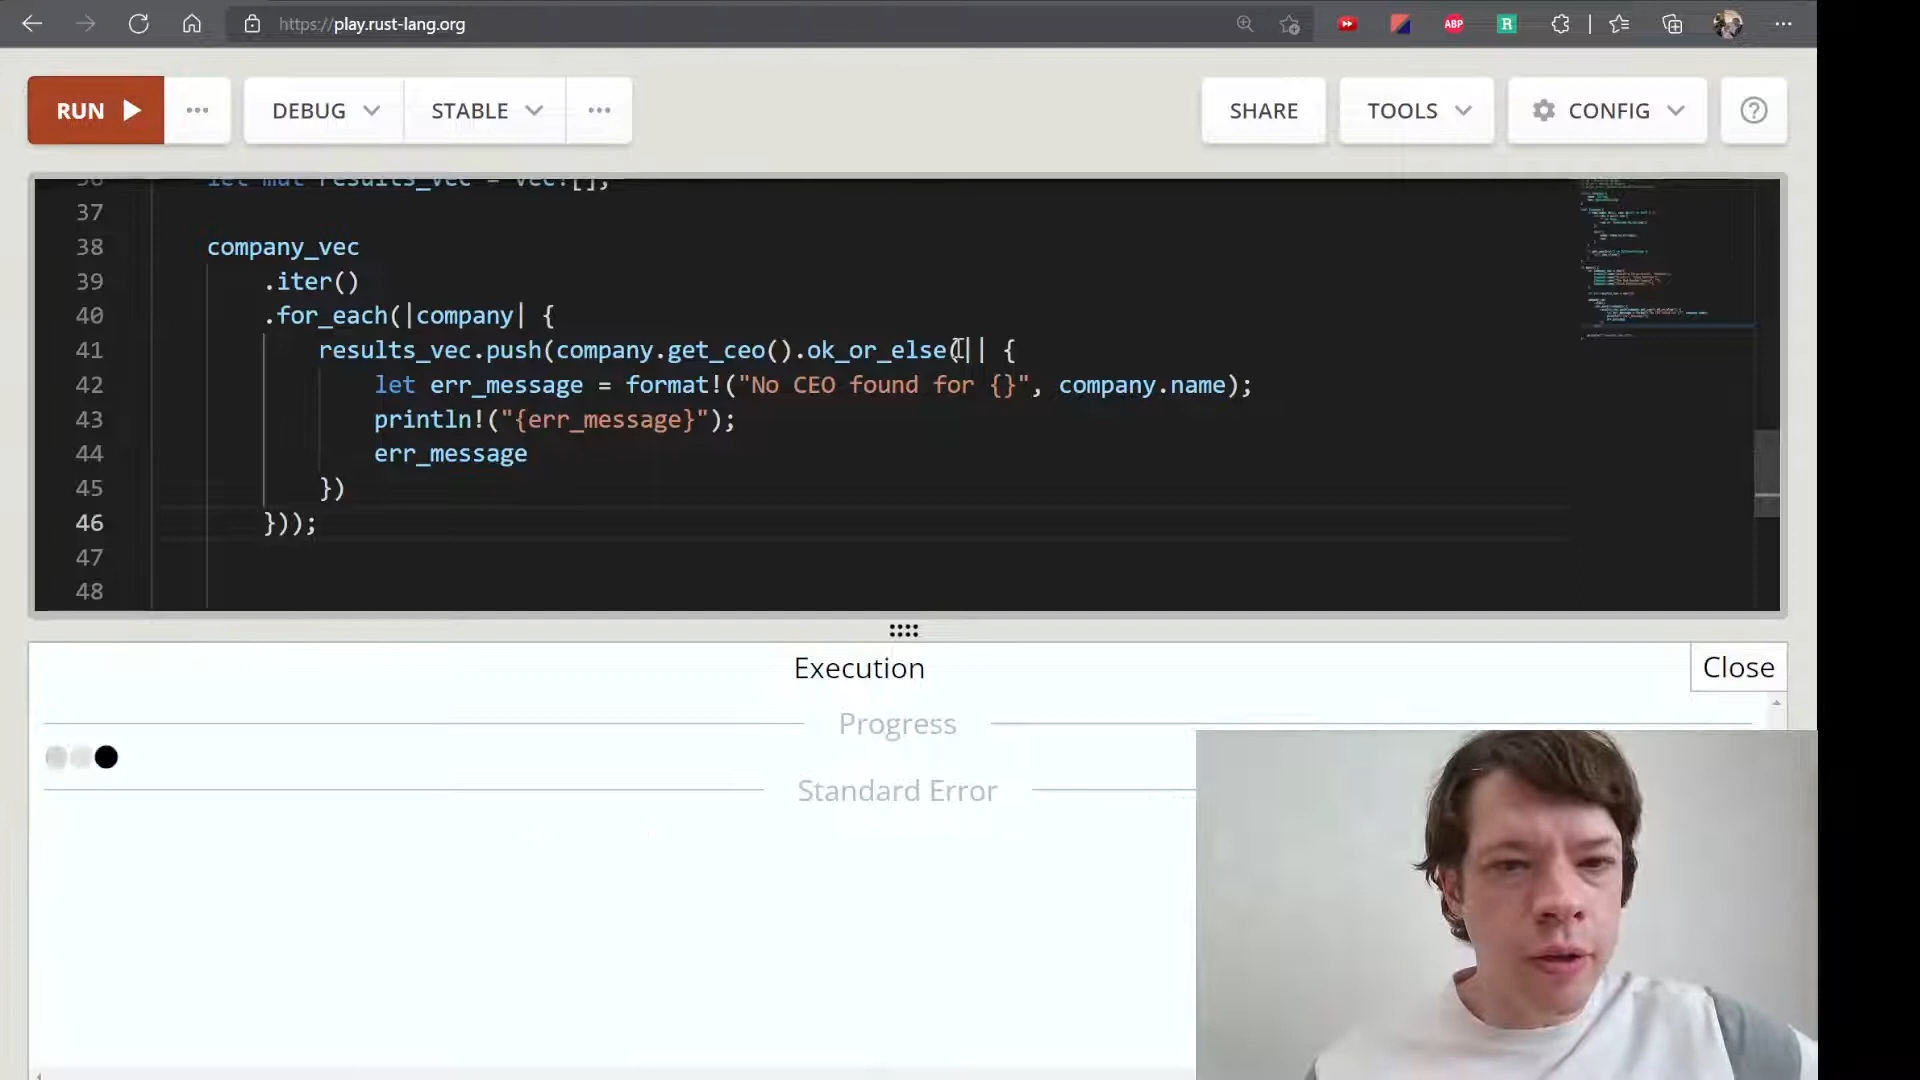 https://play.rust-lang.org
ABP
R
RUN
DEBUG
STABLE
SHARE
TOOLS
CONFIG
36 let mut results_vec = vec![];
37
38 company_vec
39 .iter()
40 .for_each(|company| {
41 results_vec.push(company.get_ceo().ok_or_else(|| {
42 let err_message = format!("No CEO found for {}", company.name);
43 println!("{err_message}");
44 err_message
45 })
46 }));
47
48
Execution
Close
Progress
Standard Error